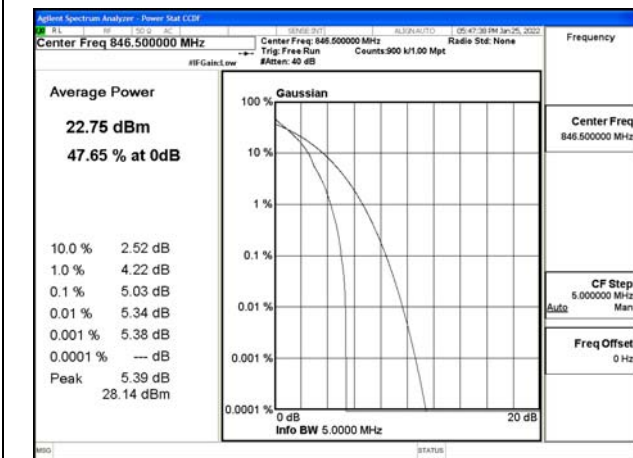 Agilent Spectrum Analyzer - Power Stat CCDF
RL RF 50 Ω AC SENSE:INT ALIGN AUTO 05:47:38 PM Jan 25, 2022
Center Freq 846.500000 MHz
Center Freq: 846.500000 MHz Radio Std: None
Trig: Free Run Counts:900 k/1.00 Mpt
#IFGain:Low #Atten: 40 dB
Frequency
Average Power
22.75 dBm
47.65 % at 0dB
10.0 % 2.52 dB
1.0 % 4.22 dB
0.1 % 5.03 dB
0.01 % 5.34 dB
0.001 % 5.38 dB
0.0001 % --- dB
Peak 5.39 dB
28.14 dBm
Gaussian
100 %
10 %
1 %
0.1 %
0.01 %
0.001 %
0.0001 %
0 dB 20 dB
Info BW 5.0000 MHz
Center Freq
846.500000 MHz
CF Step
5.000000 MHz
Auto Man
Freq Offset
0 Hz
MSG STATUS